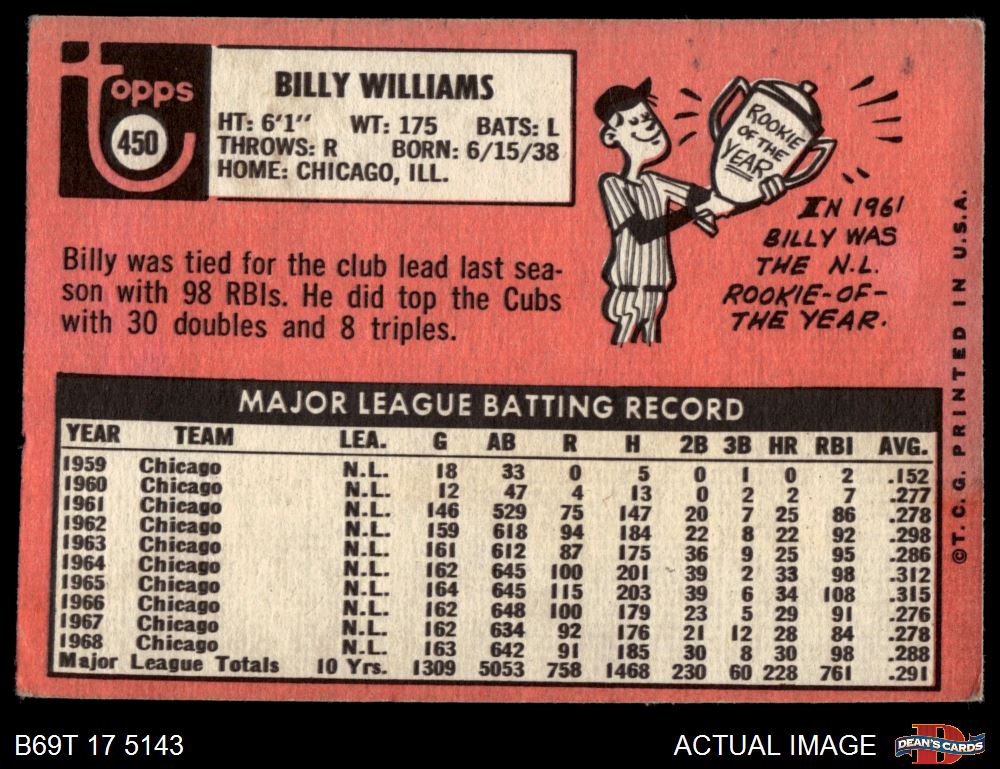 Topps
450
BILLY WILLIAMS
HT: 6'1" WT: 175 BATS: L
THROWS: R BORN: 6/15/38
HOME: CHICAGO, ILL.
ROOKIE
OF THE
YEAR
IN 1961
BILLY WAS
THE N.L.
ROOKIE-OF-
THE YEAR.
Billy was tied for the club lead last sea-
son with 98 RBIs. He did top the Cubs
with 30 doubles and 8 triples.
MAJOR LEAGUE BATTING RECORD
YEAR TEAM LEA. G AB R H 2B 3B HR RBI AVG.
1959 Chicago N.L. 18 33 0 5 0 1 0 2 .152
1960 Chicago N.L. 12 47 4 13 0 2 2 7 .277
1961 Chicago N.L. 146 529 75 147 20 7 25 86 .278
1962 Chicago N.L. 159 618 94 184 22 8 22 92 .298
1963 Chicago N.L. 161 612 87 175 36 9 25 95 .286
1964 Chicago N.L. 162 645 100 201 39 2 33 98 .312
1965 Chicago N.L. 164 645 115 203 39 6 34 108 .315
1966 Chicago N.L. 162 648 100 179 23 5 29 91 .276
1967 Chicago N.L. 162 634 92 176 21 12 28 84 .278
1968 Chicago N.L. 163 642 91 185 30 8 30 98 .288
Major League Totals 10 Yrs. 1309 5053 758 1468 230 60 228 761 .291
©T. C. G. PRINTED IN U.S.A.
B69T 17 5143
ACTUAL IMAGE
D
DEAN'S CARDS